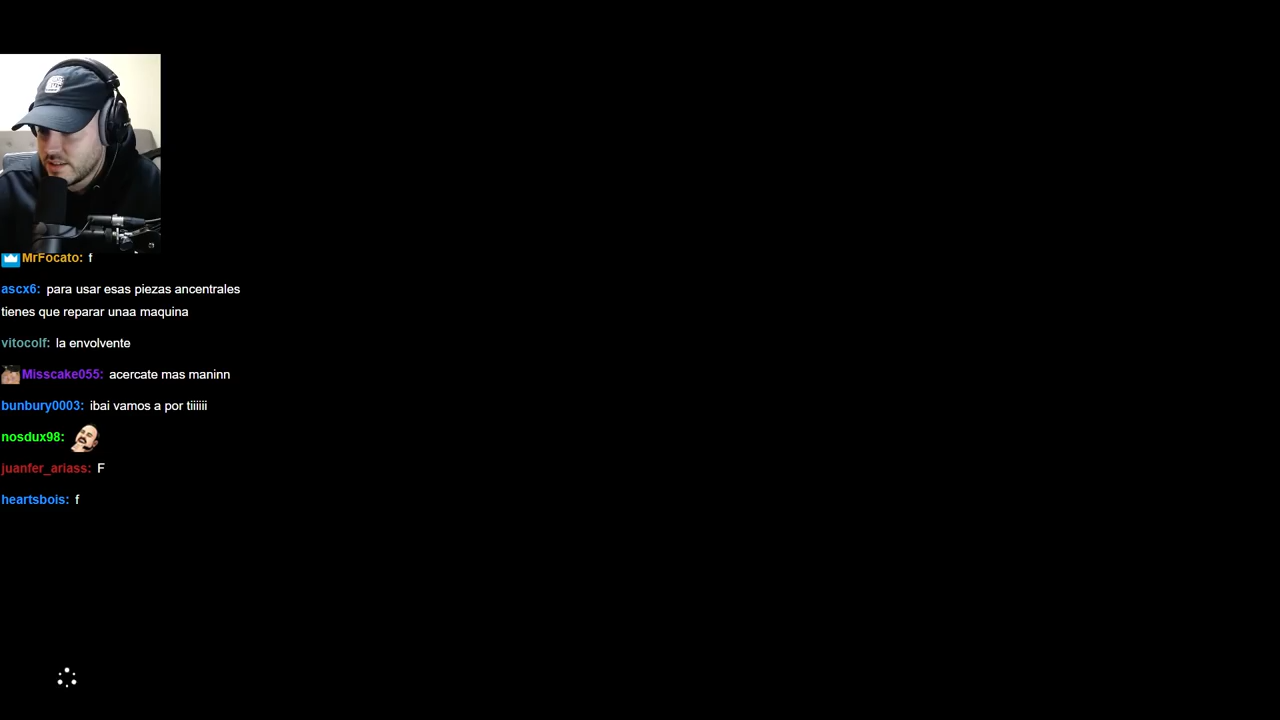 MrFocato: f
ascx6: para usar esas piezas ancentrales
tienes que reparar unaa maquina
vitocolf: la envolvente
Misscake055: acercate mas maninn
bunbury0003: ibai vamos a por tiiiiii
nosdux98:
juanfer_ariass: F
heartsbois: f